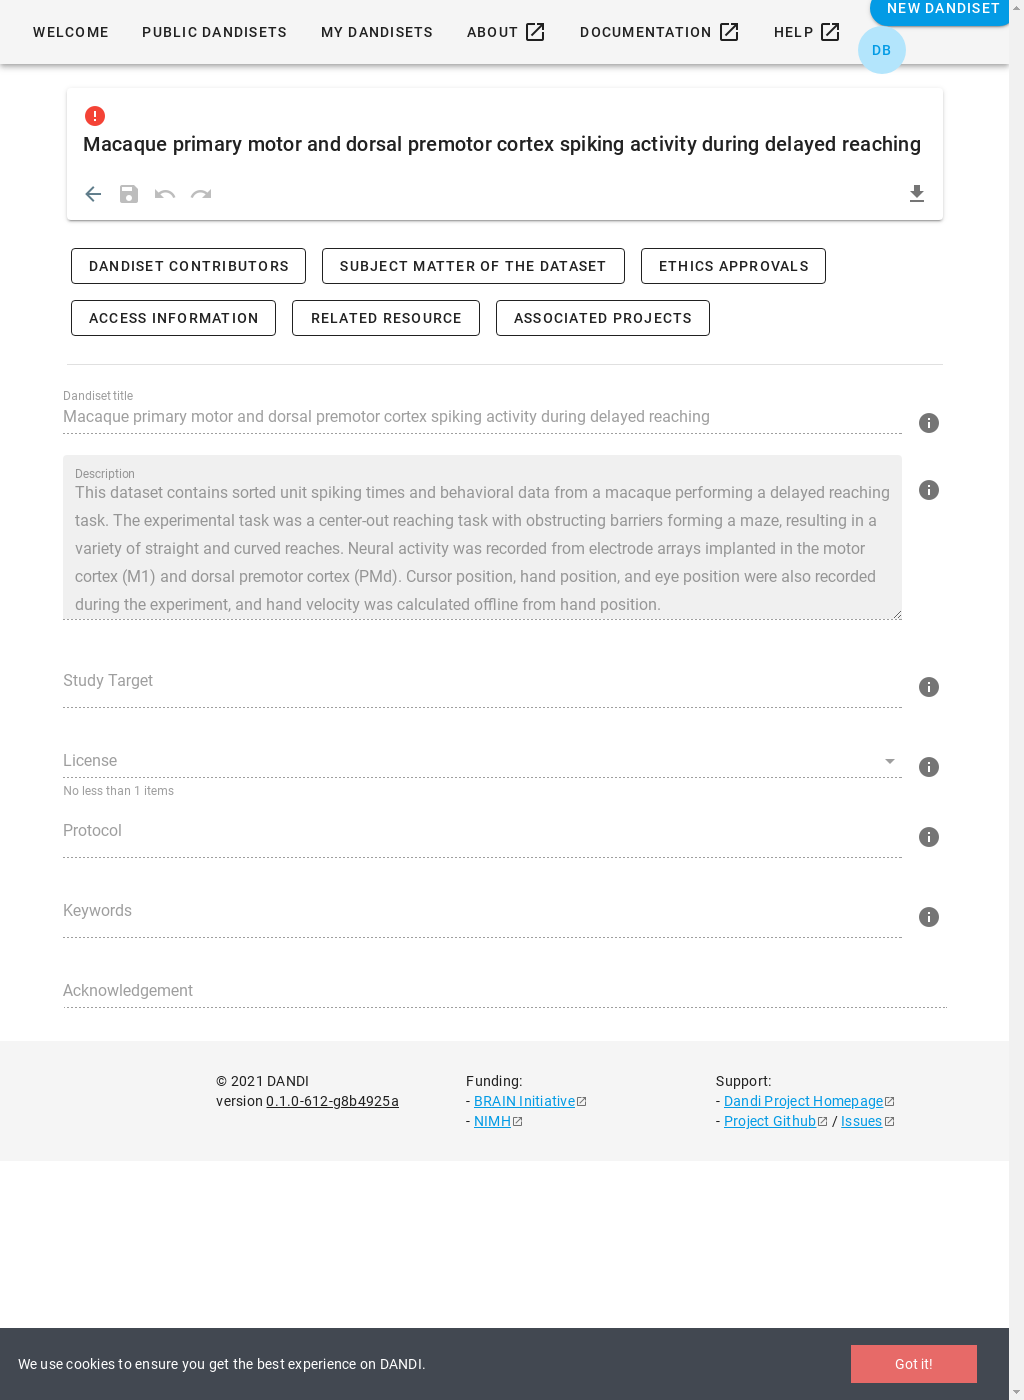 WELCOME PUBLIC DANDISETS MY DANDISETS ABOUT DOCUMENTATION HELP NEW DANDISET
DB
Macaque primary motor and dorsal premotor cortex spiking activity during delayed reaching
DANDISET CONTRIBUTORS SUBJECT MATTER OF THE DATASET ETHICS APPROVALS
ACCESS INFORMATION RELATED RESOURCE ASSOCIATED PROJECTS
Dandiset title
Macaque primary motor and dorsal premotor cortex spiking activity during delayed reaching
Description
This dataset contains sorted unit spiking times and behavioral data from a macaque performing a delayed reaching
task. The experimental task was a center-out reaching task with obstructing barriers forming a maze, resulting in a
variety of straight and curved reaches. Neural activity was recorded from electrode arrays implanted in the motor
cortex (M1) and dorsal premotor cortex (PMd). Cursor position, hand position, and eye position were also recorded
during the experiment, and hand velocity was calculated offline from hand position.
Study Target
License
No less than 1 items
Protocol
Keywords
Acknowledgement
© 2021 DANDI
version 0.1.0-612-g8b4925a
Funding:
- BRAIN Initiative
- NIMH
Support:
- Dandi Project Homepage
- Project Github / Issues
We use cookies to ensure you get the best experience on DANDI.
Got it!